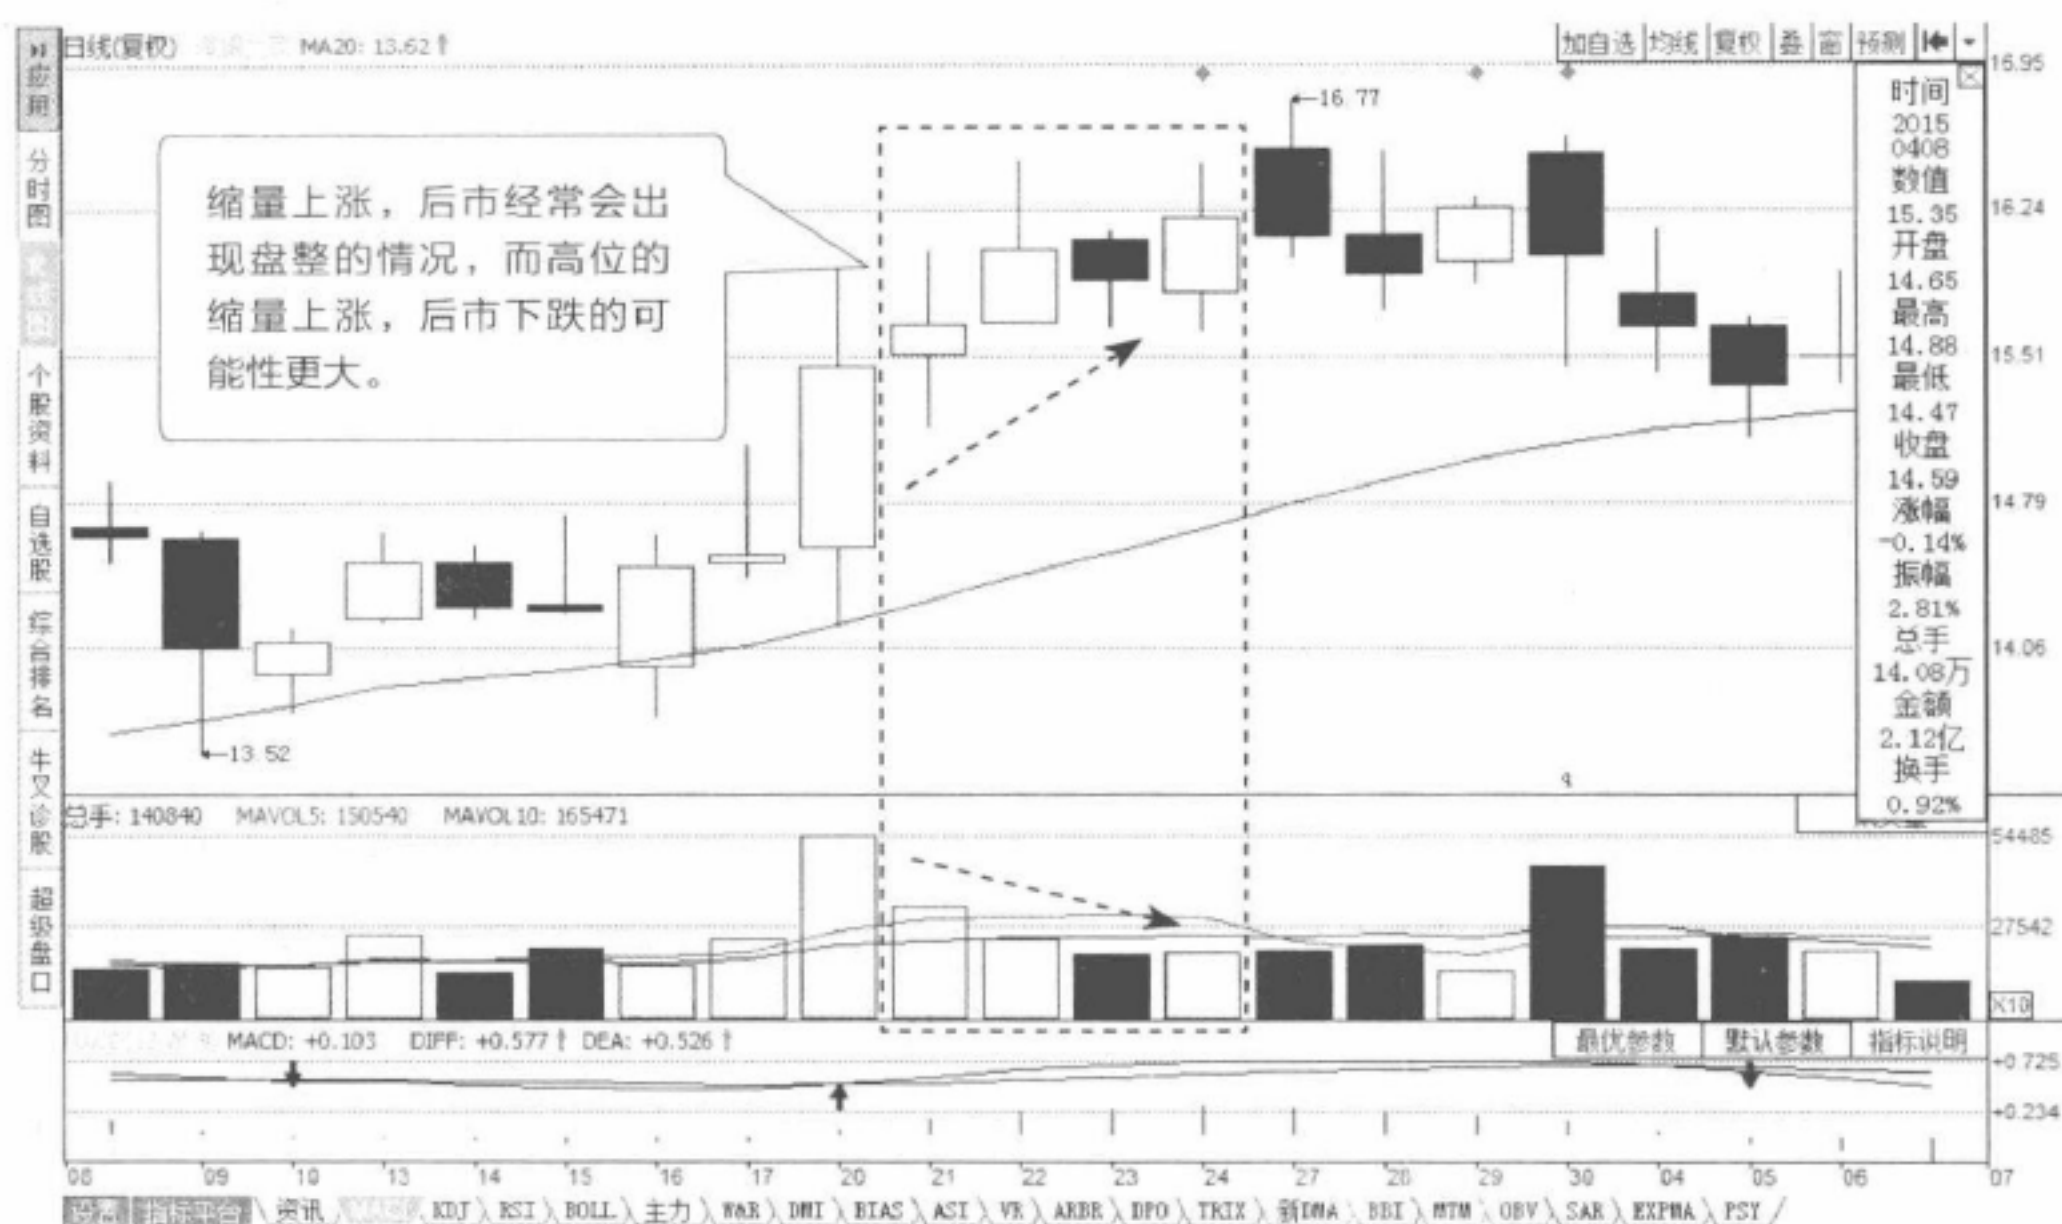 日线(复权) MA20: 13.62↑
加自选 均线 复权 叠 窗 预测
应用
分时图
个股资料
自选股
综合排名
牛叉诊股
超级盘口
缩量上涨，后市经常会出
现盘整的情况，而高位的
缩量上涨，后市下跌的可
能性更大。
16.77
13.52
16.95
16.24
15.51
14.79
14.06
时间
2015
0408
数值
15.35
开盘
14.65
最高
14.88
最低
14.47
收盘
14.59
涨幅
-0.14%
振幅
2.81%
总手
14.08万
金额
2.12亿
换手
0.92%
q
总手: 140840 MAVOL5: 150540 MAVOL10: 165471
54485
27542
X10
MACD: +0.103 DIFF: +0.577↑ DEA: +0.526↑
最优参数 默认参数 指标说明
+0.725
+0.234
08 09 10 13 14 15 16 17 20 21 22 23 24 27 28 29 30 04 05 06 07
资讯 MACD KDJ RSI BOLL 主力 W&R DMI BIAS ASI VR ARBR DPO TRIX 新DMA BBI MTM OBV SAR EXPMA PSY